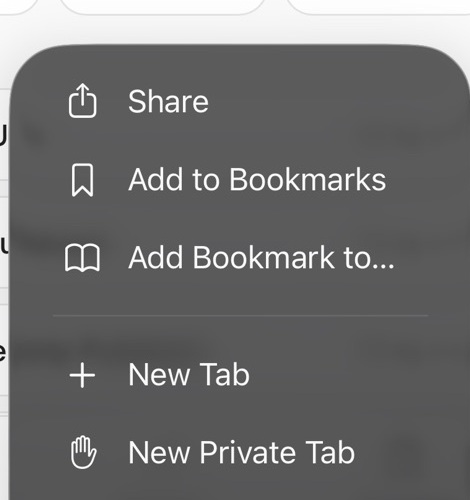 Share
Add to Bookmarks
Add Bookmark to...
New Tab
New Private Tab